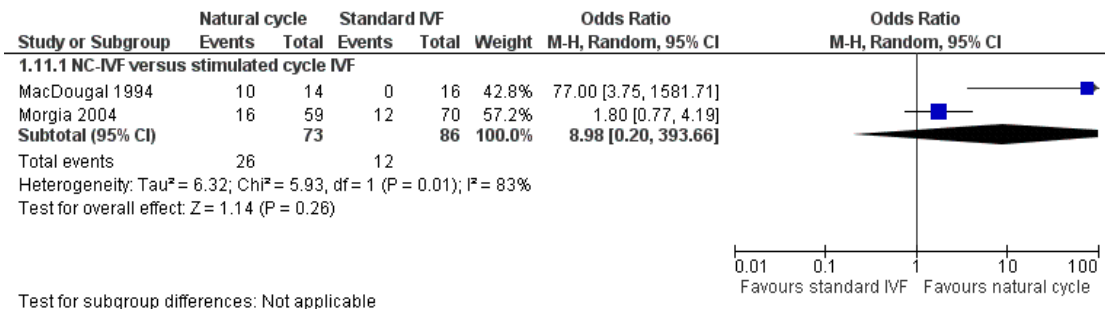 Natural cycle Standard IVF Odds Ratio Odds Ratio
Study or Subgroup Events Total Events Total Weight M-H, Random, 95% CI M-H, Random, 95% CI
1.11.1 NC-IVF versus stimulated cycle IVF
MacDougal 1994 10 14 0 16 42.8% 77.00 [3.75, 1581.71]
Morgia 2004 16 59 12 70 57.2% 1.80 [0.77, 4.19]
Subtotal (95% CI) 73 86 100.0% 8.98 [0.20, 393.66]
Total events 26 12
Heterogeneity: Tau² = 6.32; Chi² = 5.93, df = 1 (P = 0.01); I² = 83%
Test for overall effect: Z = 1.14 (P = 0.26)
0.01 0.1 1 10 100
Favours standard IVF Favours natural cycle
Test for subgroup differences: Not applicable